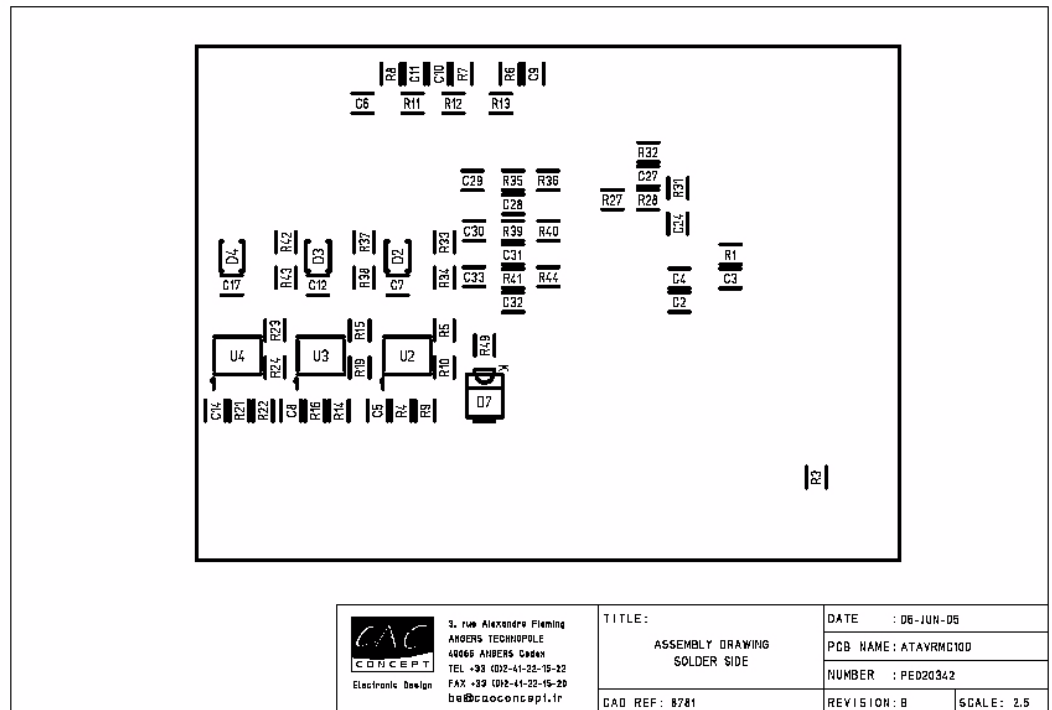 R8 C11 C10 R7 R6 C9
C6 R11 R12 R13
R32
C29 R35 R36 C27 R31
C28 R27 R28
C30 R39 R40 C24
R42 R37 R33
D4 D3 D2 C31 R1
R43 R38 R34 C33 R41 R44 C4 C3
C17 C12 C7
C32 C2
R23 R15 R5
U4 U3 U2 R49
R24 R19 R10 K
C14 R21 R22 C8 R16 R14 C5 R4 R9 D7
R3
CAC
CONCEPT
Electronic Design
3, rue Alexandre Fleming
ANGERS TECHNOPOLE
49066 ANGERS Cedex
TEL +33 (0)2-41-22-15-22
FAX +33 (0)2-41-22-15-20
TITLE:
ASSEMBLY DRAWING
SOLDER SIDE
CAD REF: 8781
DATE : 06-JUN-05
PCB NAME: ATAVRMC100
NUMBER : PED20342
REVISION: B
SCALE: 2.5